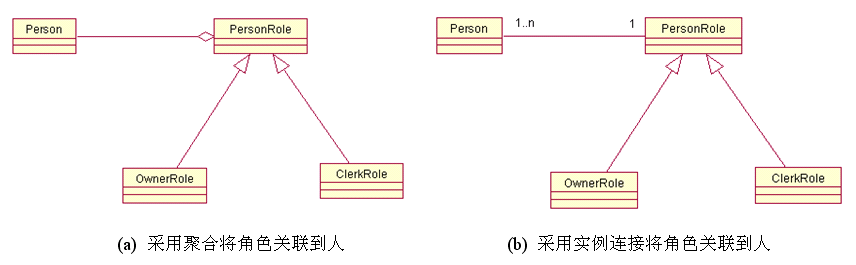 Person
PersonRole
OwnerRole
ClerkRole
(a) 采用聚合将角色关联到人
Person
1..n
1
PersonRole
OwnerRole
ClerkRole
(b) 采用实例连接将角色关联到人